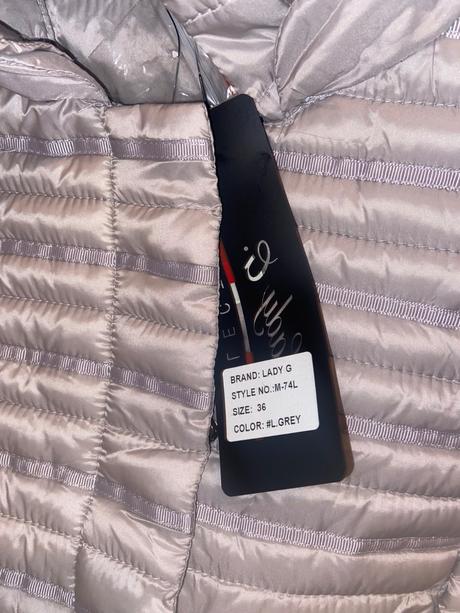 BRAND: LADY G
STYLE NO.:M-74L
SIZE: 36
COLOR: #L.GREY